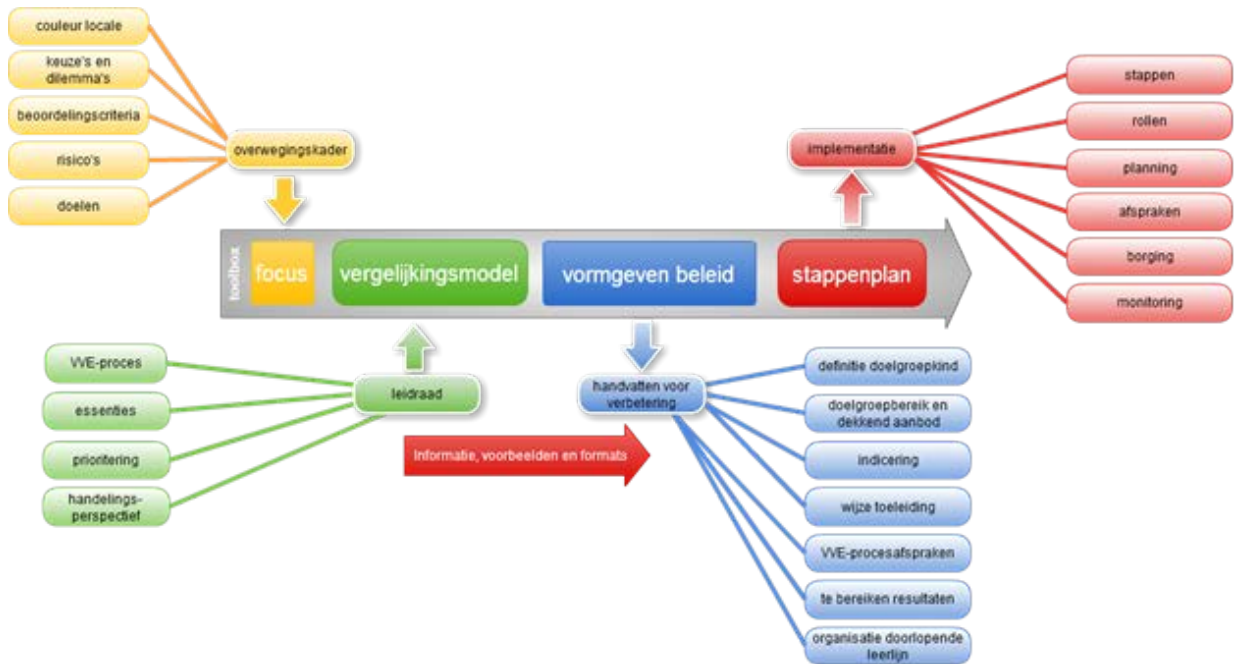 couleur locale
keuze's en
dilemma's
beoordelingscriteria
risico's
doelen
overwegingskader
implementatie
stappen
rollen
planning
afspraken
borging
monitoring
toolbox
focus
vergelijkingsmodel
vormgeven beleid
stappenplan
VVE-proces
essenties
prioritering
handelings-
perspectief
leidraad
Informatie, voorbeelden en formats
handvatten voor
verbetering
definitie doelgroepkind
doelgroepbereik en
dekkend aanbod
indicering
wijze toeleiding
VVE-procesafspraken
te bereiken resultaten
organisatie doorlopende
leerlijn